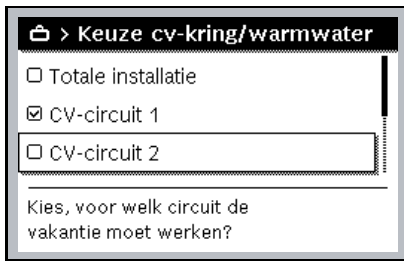 > Keuze cv-kring/warmwater
Totale installatie
CV-circuit 1
CV-circuit 2
Kies, voor welk circuit de
vakantie moet werken?